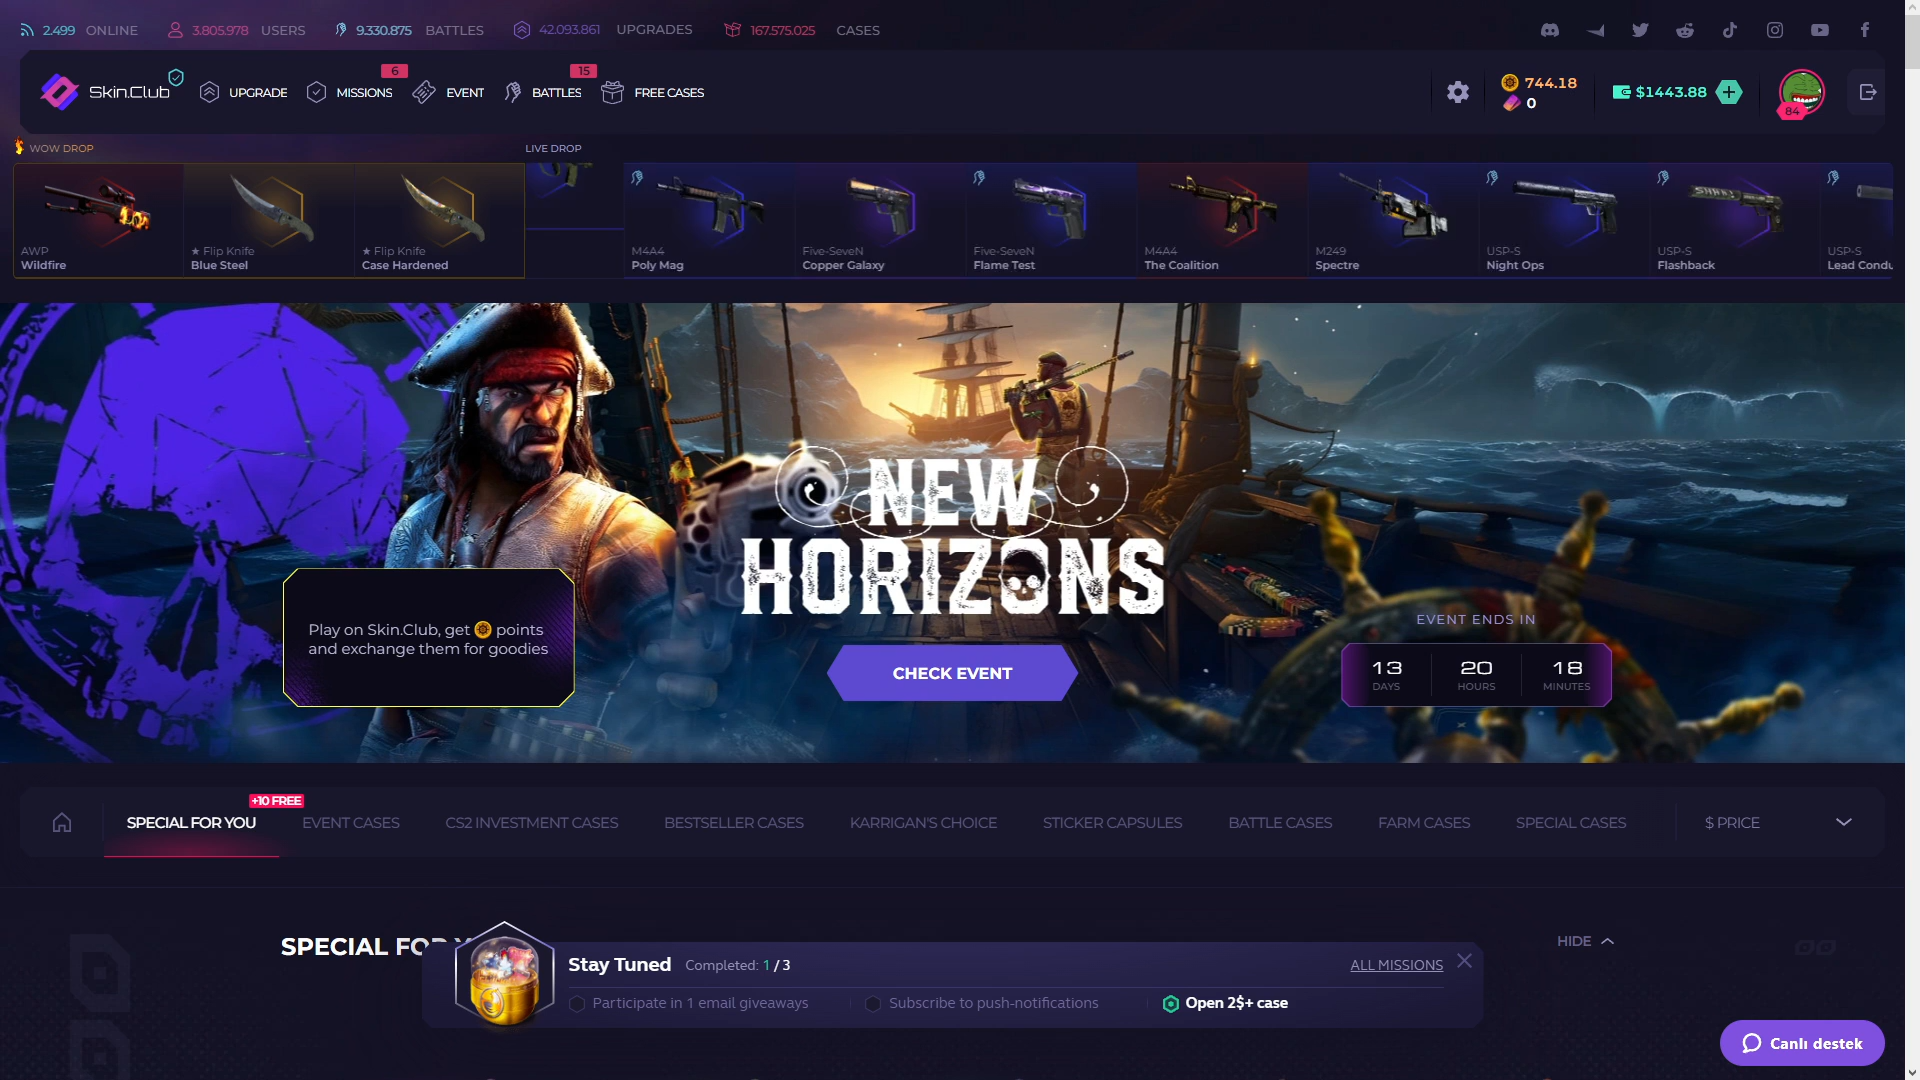 2.499 ONLINE 3.805.978 USERS 9.330.875 BATTLES 42.093.861 UPGRADES 167.575.025 CASES
Skin.Club UPGRADE 6 MISSIONS EVENT 15 BATTLES FREE CASES
744.18
0
$1443.88
84
WOW DROP
LIVE DROP
AWP
Wildfire
★ Flip Knife
Blue Steel
★ Flip Knife
Case Hardened
M4A4
Poly Mag
Five-SeveN
Copper Galaxy
Five-SeveN
Flame Test
M4A4
The Coalition
M249
Spectre
USP-S
Night Ops
USP-S
Flashback
USP-S
Lead Condu
NEW
HORIZONS
Play on Skin.Club, get points
and exchange them for goodies
CHECK EVENT
EVENT ENDS IN
13 20 18
DAYS HOURS MINUTES
+10 FREE
SPECIAL FOR YOU EVENT CASES CS2 INVESTMENT CASES BESTSELLER CASES KARRIGAN'S CHOICE STICKER CAPSULES BATTLE CASES FARM CASES SPECIAL CASES $ PRICE
SPECIAL FOR Y
HIDE
Stay Tuned Completed: 1 / 3 ALL MISSIONS
Participate in 1 email giveaways Subscribe to push-notifications Open 2$+ case
Canlı destek